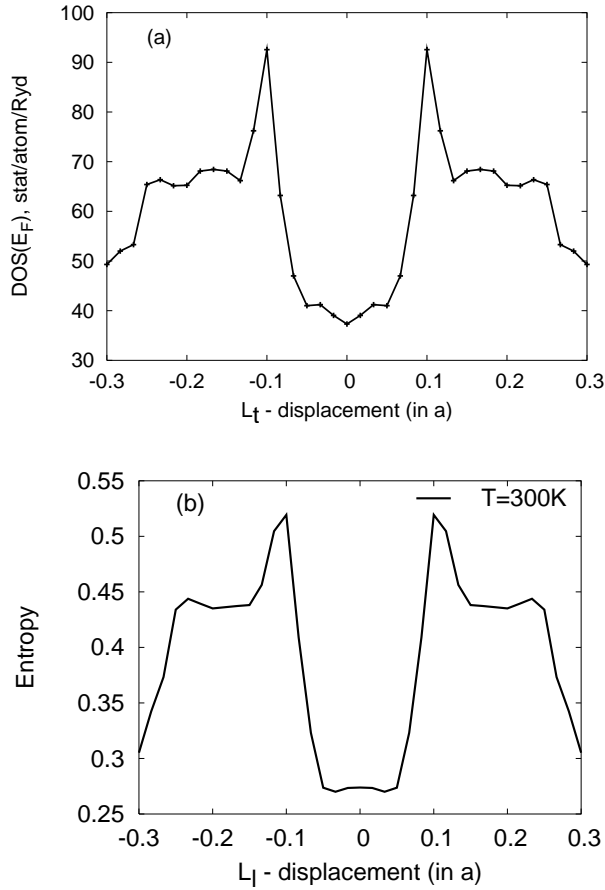 100
(a)
90
80
70
60
50
40
30
DOS(E_F), stat/atom/Ryd
-0.3 -0.2 -0.1 0 0.1 0.2 0.3
L_t - displacement (in a)
0.55
(b) T=300K
0.5
0.45
0.4
0.35
0.3
0.25
Entropy
-0.3 -0.2 -0.1 0 0.1 0.2 0.3
L_l - displacement (in a)